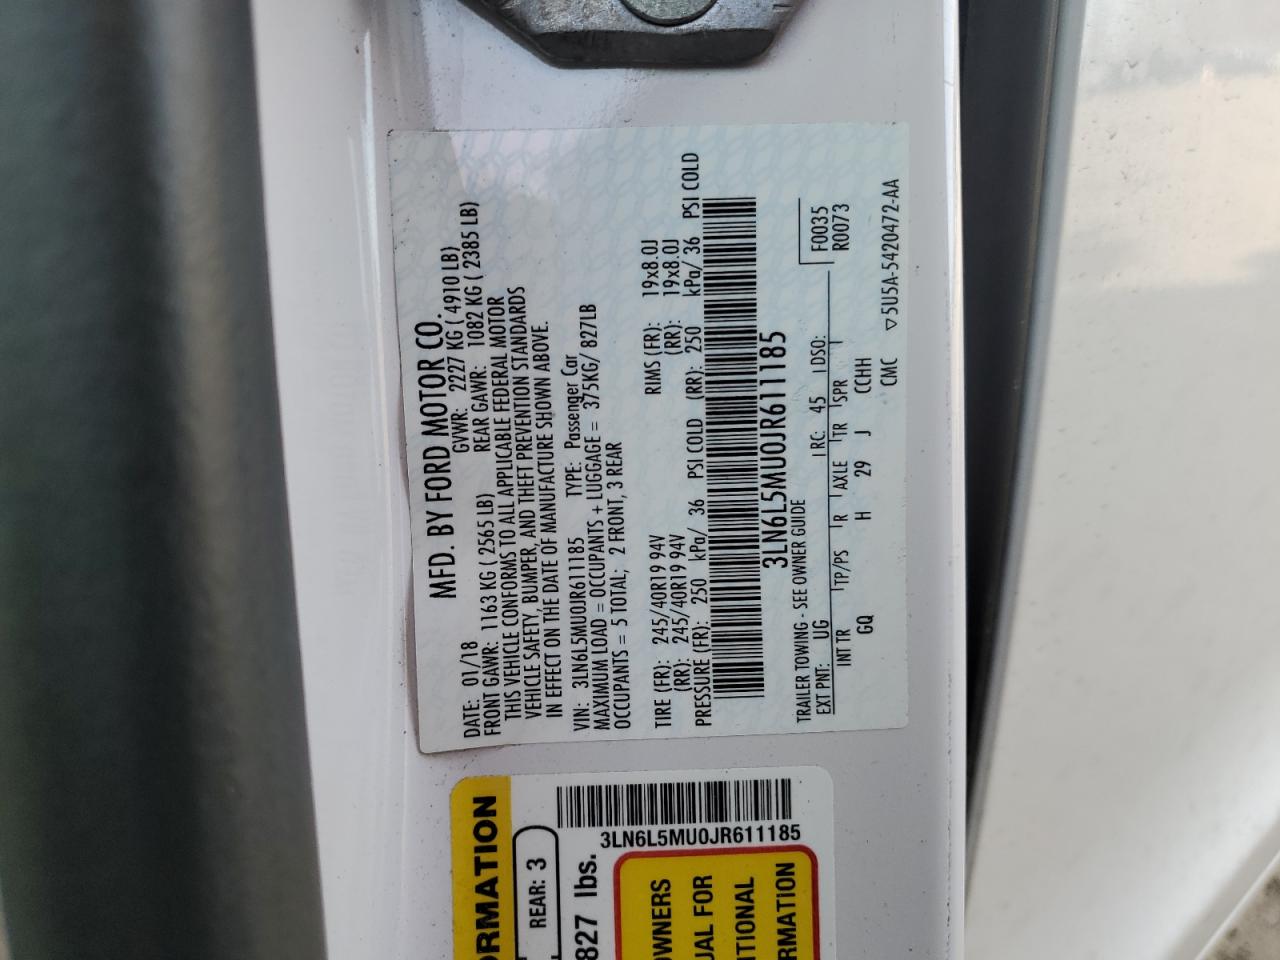 MFD. BY FORD MOTOR CO.
DATE: 01/18 GVWR: 2227 KG ( 4910 LB)
FRONT GAWR: 1163 KG ( 2565 LB) REAR GAWR: 1082 KG ( 2385 LB)
THIS VEHICLE CONFORMS TO ALL APPLICABLE FEDERAL MOTOR
VEHICLE SAFETY, BUMPER, AND THEFT PREVENTION STANDARDS
IN EFFECT ON THE DATE OF MANUFACTURE SHOWN ABOVE.
VIN: 3LN6L5MU0JR611185 TYPE: Passenger Car
MAXIMUM LOAD = OCCUPANTS + LUGGAGE = 375KG/ 827LB
OCCUPANTS = 5 TOTAL; 2 FRONT, 3 REAR
TIRE (FR): 245/40R19 94V RIMS (FR): 19x8.0J
(RR): 245/40R19 94V (RR): 19x8.0J
PRESSURE (FR): 250 kPa/ 36 PSI COLD (RR): 250 kPa/ 36 PSI COLD
3LN6L5MU0JR611185
TRAILER TOWING - SEE OWNER GUIDE F0035
EXT PNT: UG RC: 45 DSO: R0073
INT TR TP/PS R AXLE TR SPR
GQ H 29 J CCHH
CMC ▽5U5A-5420472-AA
ORMATION
REAR: 3
827 lbs.
3LN6L5MU0JR611185
OWNERS
UAL FOR
ITIONAL
RMATION